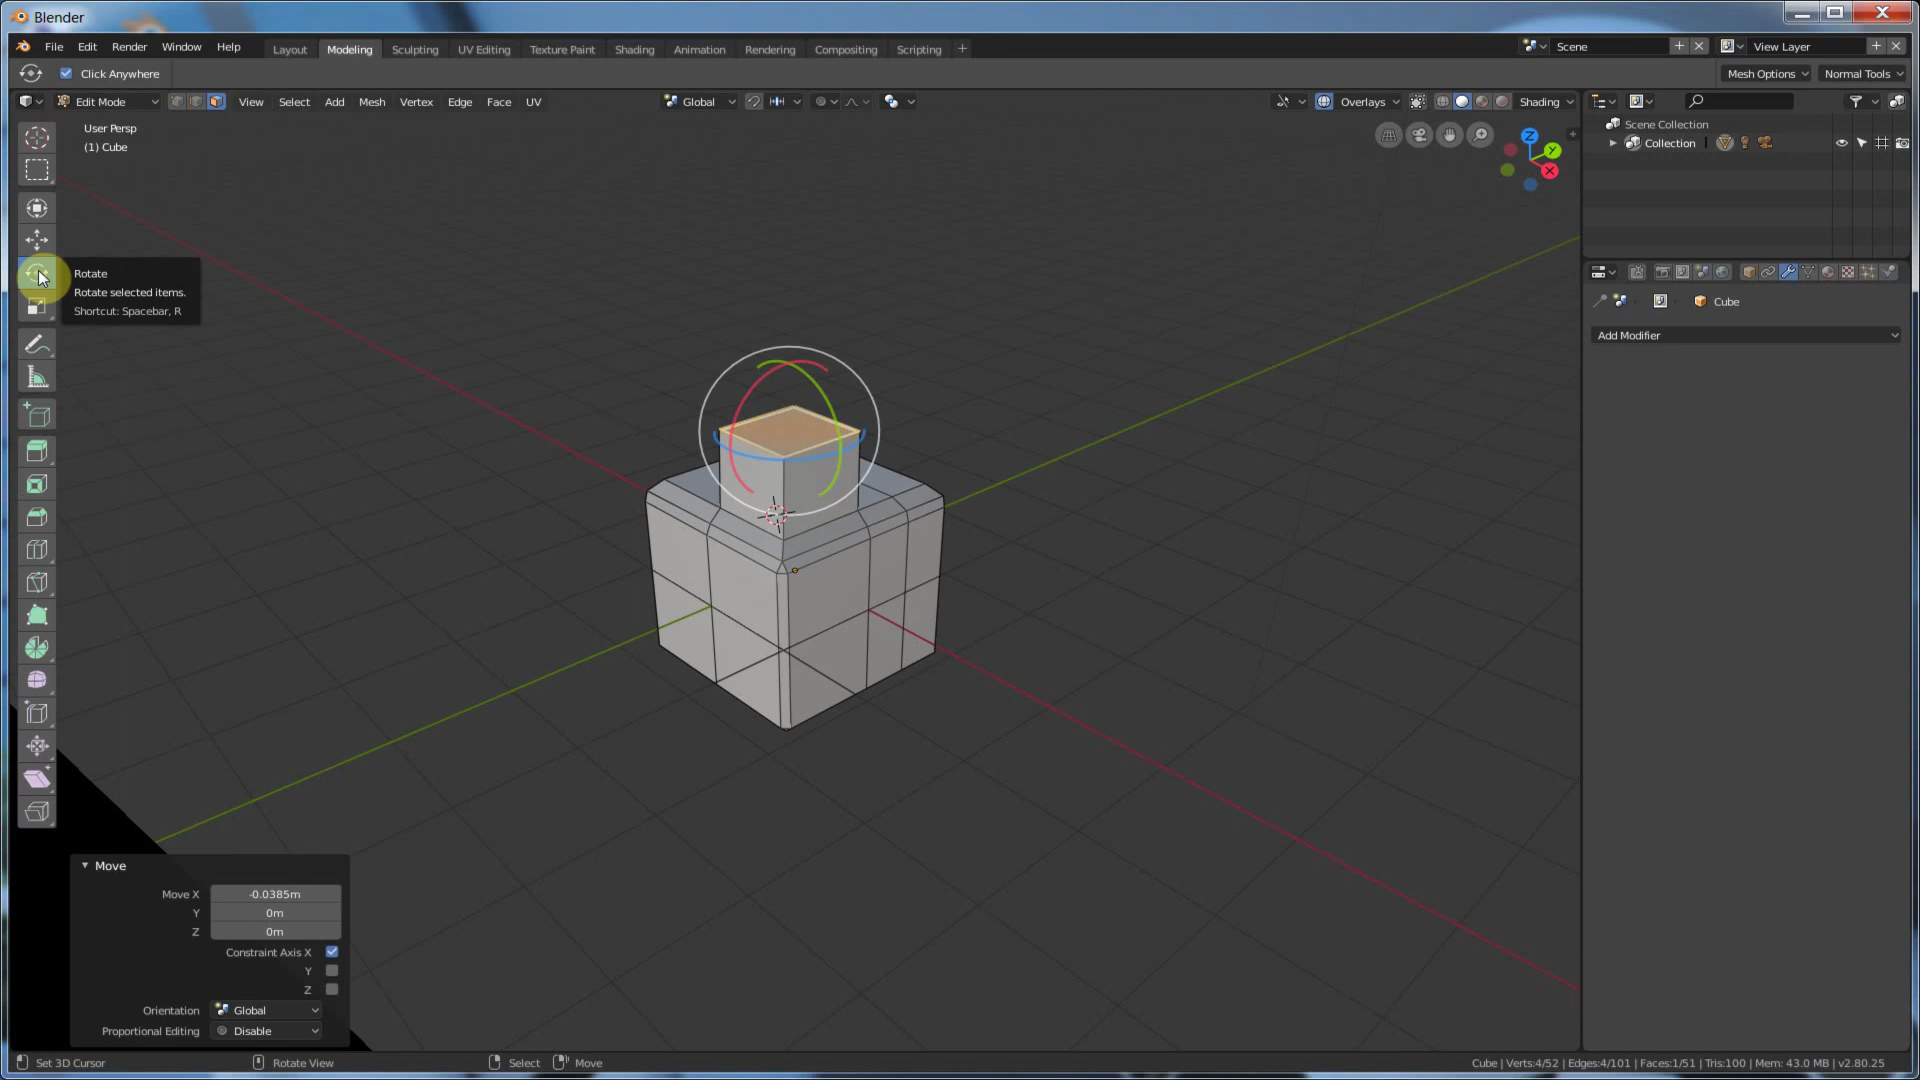 Blender
File Edit Render Window Help
Layout Modeling Sculpting UV Editing Texture Paint Shading Animation Rendering Compositing Scripting
Scene
View Layer
Click Anywhere
Mesh Options
Normal Tools
Edit Mode View Select Add Mesh Vertex Edge Face UV
Global
Overlays
Shading
User Persp
(1) Cube
Z
Y
X
Scene Collection
Collection
Rotate
Rotate selected items.
Shortcut: Spacebar, R
Cube
Add Modifier
Move
Move X -0.0385m
Y 0m
Z 0m
Constraint Axis X
Y
Z
Orientation Global
Proportional Editing Disable
Set 3D Cursor Rotate View Select Move
Cube | Verts:4/52 | Edges:4/101 | Faces:1/51 | Tris:100 | Mem: 43.0 MB | v2.80.25